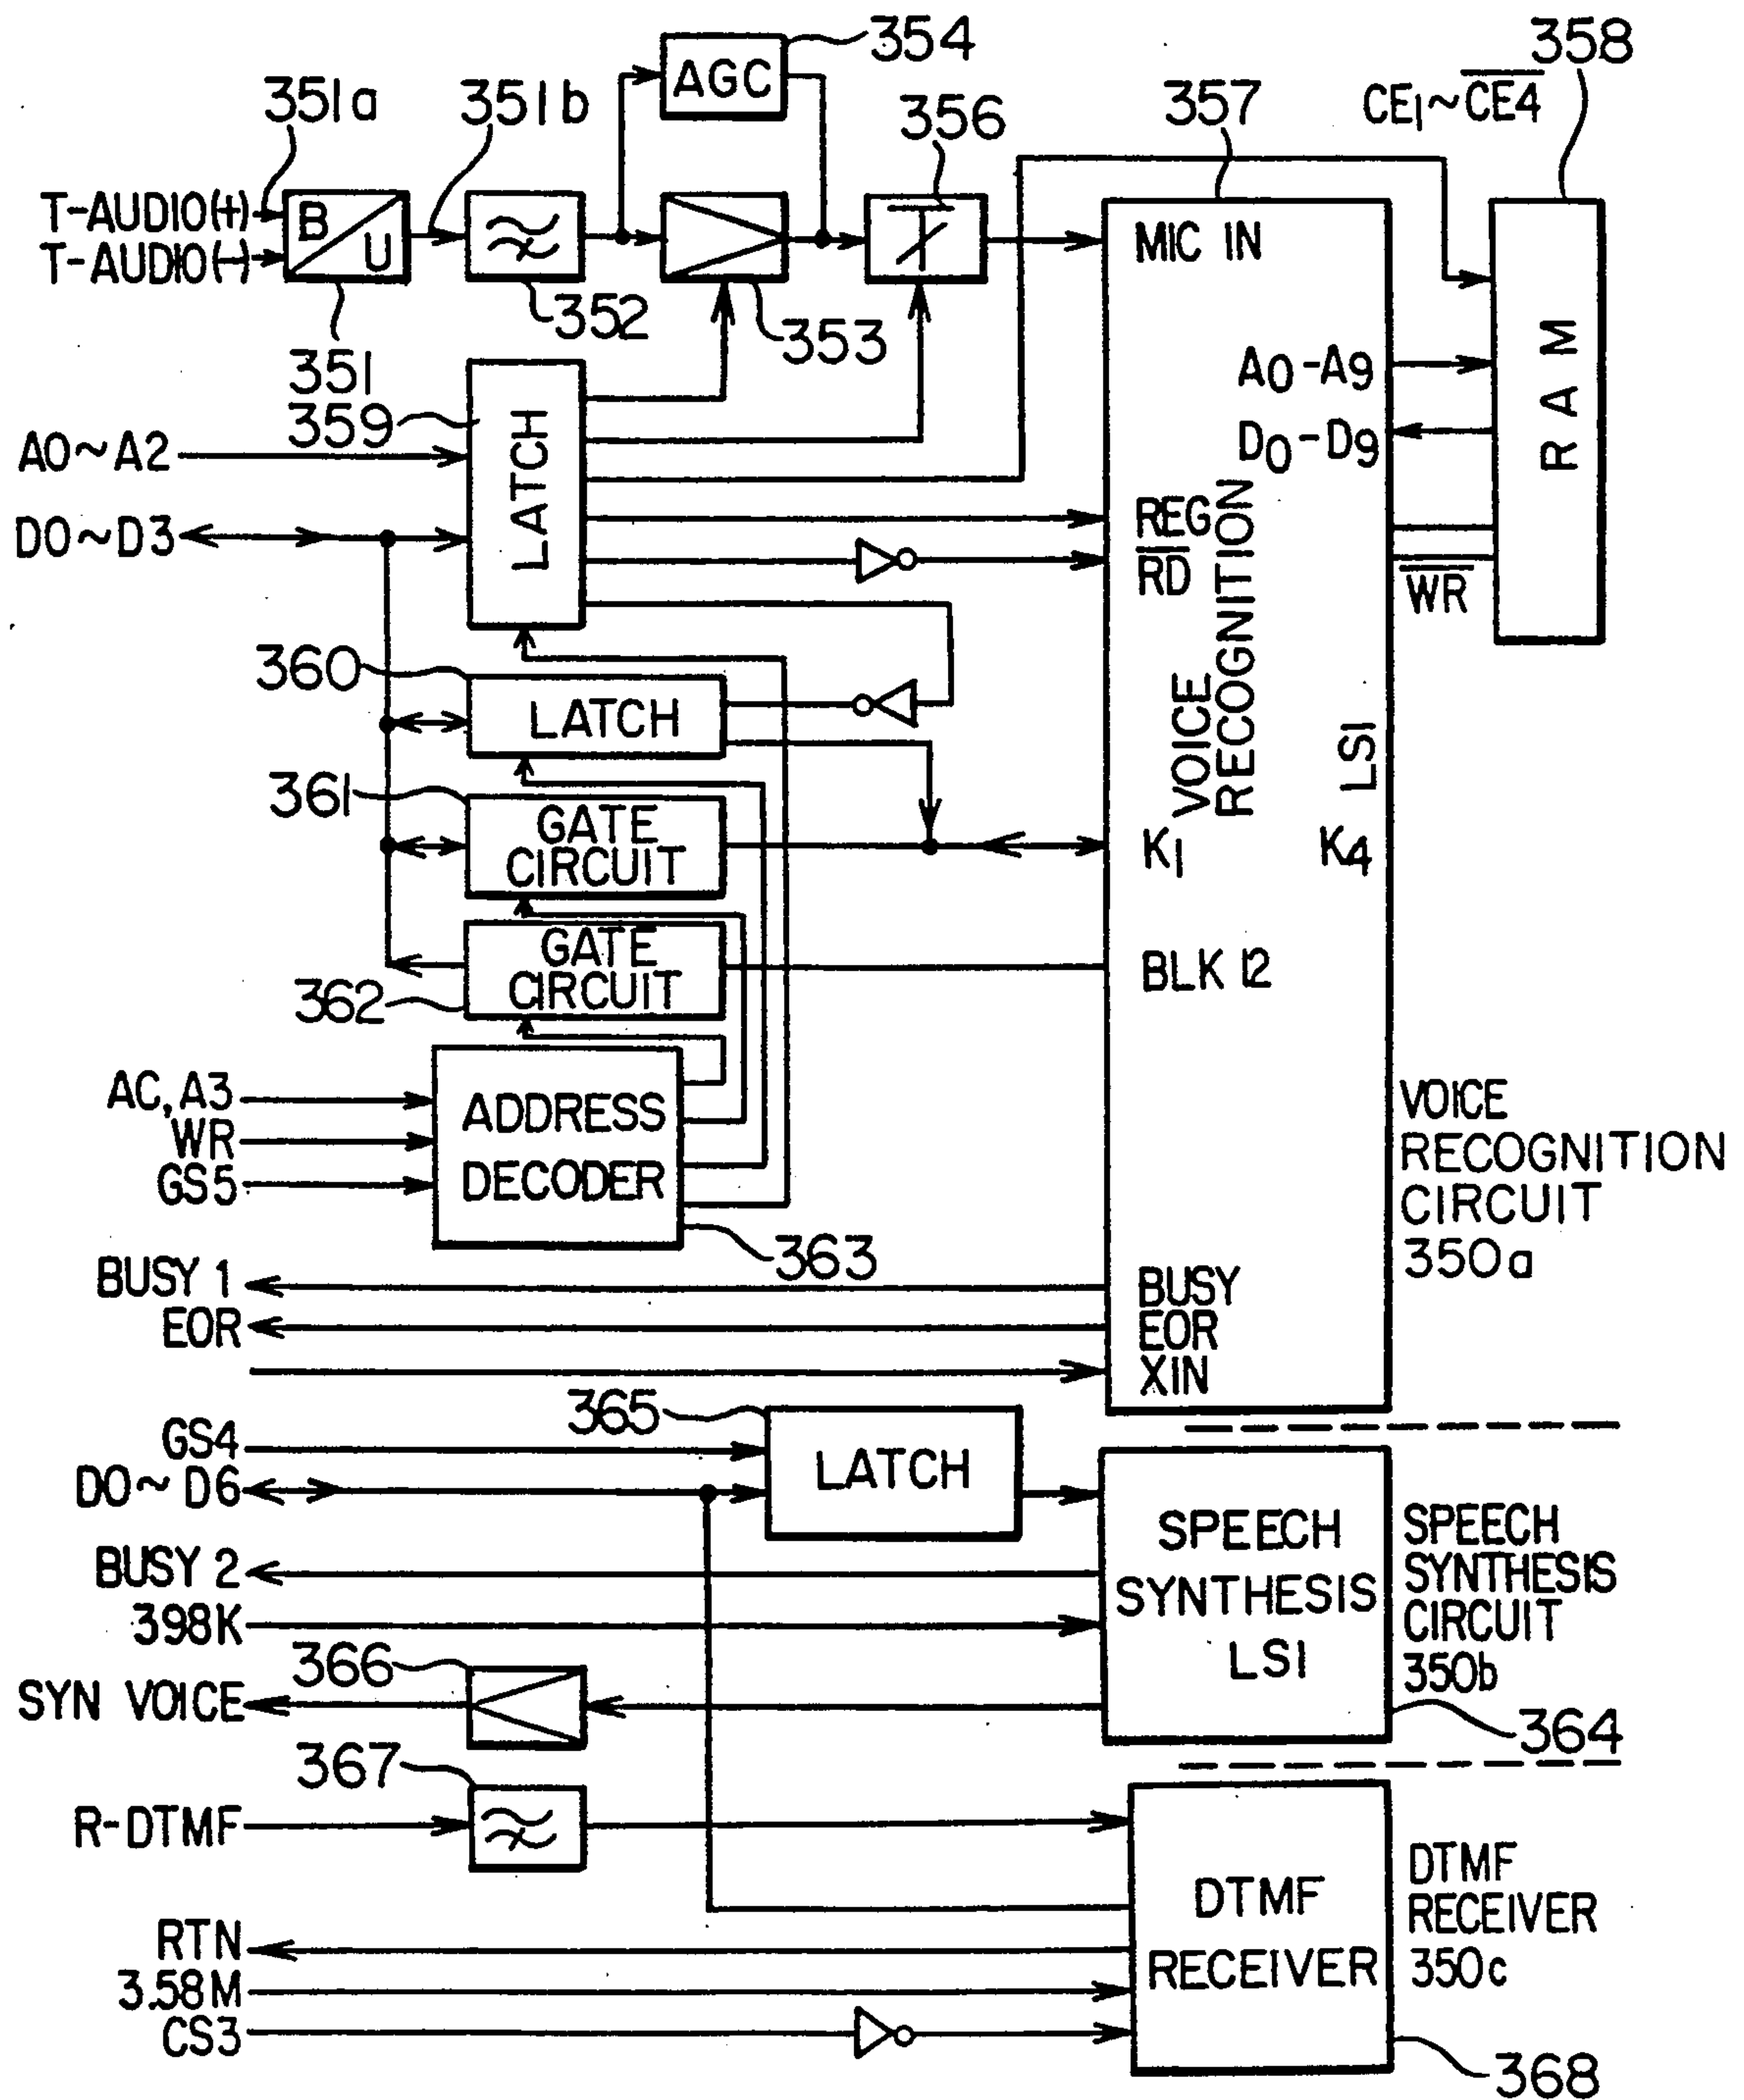 354
358
AGC
351a
351b
357
CE1~CE4
356
T-AUDIO(+)
T-AUDIO(-)
B
U
MIC IN
352
353
351
359
A0-A9
RAM
LATCH
A0~A2
D0-D9
D0~D3
REG
RD
WR
VOICE
RECOGNITION
LSI
360
LATCH
361
GATE
CIRCUIT
K1
K4
GATE
CIRCUIT
BLK 12
362
AC, A3
WR
GS5
ADDRESS
DECODER
363
VOICE
RECOGNITION
CIRCUIT
350a
BUSY 1
BUSY
EOR
EOR
XIN
365
GS4
LATCH
D0~D6
SPEECH
SYNTHESIS
LSI
SPEECH
SYNTHESIS
CIRCUIT
350b
BUSY 2
398K
366
SYN VOICE
364
367
R-DTMF
DTMF
RECEIVER
DTMF
RECEIVER
350c
RTN
3.58M
CS3
368